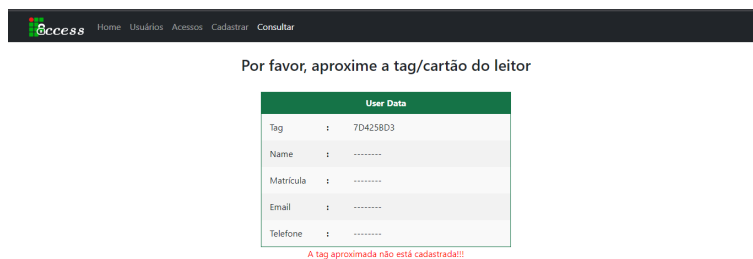 access Home Usuários Acessos Cadastrar Consultar
Por favor, aproxime a tag/cartão do leitor
User Data
Tag : 7D425BD3
Name : --------
Matrícula : --------
Email : --------
Telefone : --------
A tag aproximada não está cadastrada!!!